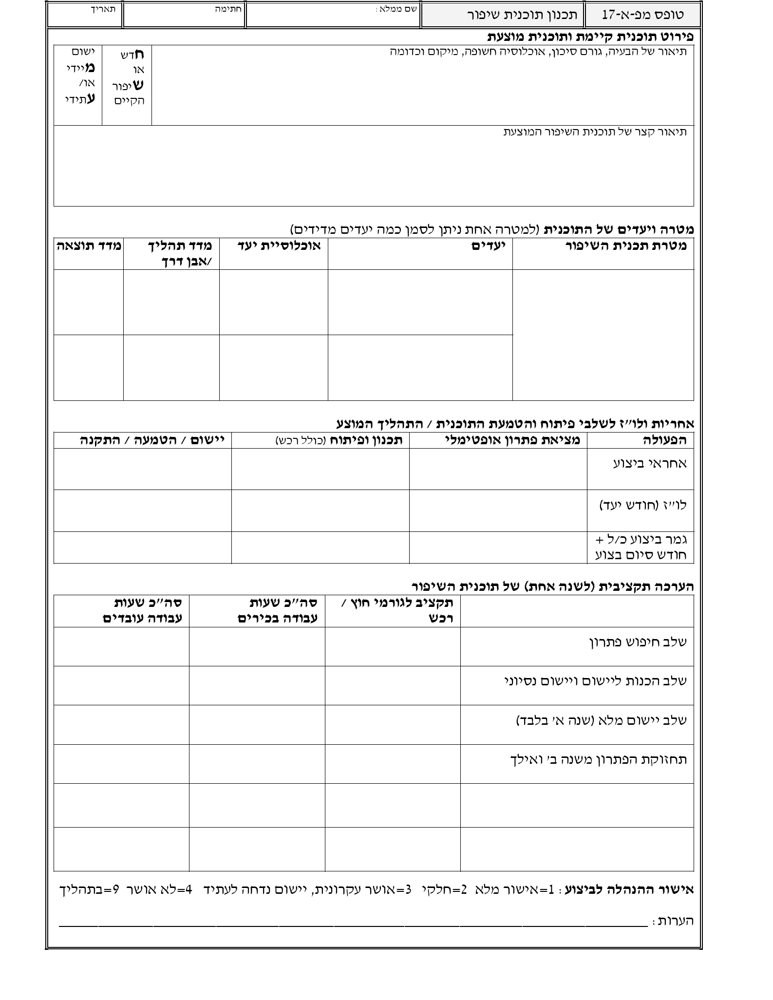 טופס מפ-א-17 תכנון תוכנית שיפור שם ממלא: חתימה תאריך
פירוט תוכנית קיימת ותוכנית מוצעת
תיאור של הבעיה, גורם סיכון, אוכלוסיה חשופה, מיקום וכדומה
חדש
או
שיפור
הקיים
ישום
מיידי
או/
עתידי
תיאור קצר של תוכנית השיפור המוצעת
מטרה ויעדים של התוכנית (למטרה אחת ניתן לסמן כמה יעדים מדידים)
מטרת תכנית השיפור יעדים אוכלוסיית יעד מדד תהליך /אבן דרך מדד תוצאה
אחריות ולו"ז לשלבי פיתוח והטמעת התוכנית / התהליך המוצע
הפעולה מציאת פתרון אופטימלי תכנון ופיתוח (כולל רכש) יישום / הטמעה / התקנה
אחראי ביצוע
לו"ז (חודש יעד)
גמר ביצוע כ/ל +
חודש סיום בצוע
הערכה תקציבית (לשנה אחת) של תוכנית השיפור
תקציב לגורמי חוץ / רכש סה"כ שעות עבודה בכירים סה"כ שעות עבודה עובדים
שלב חיפוש פתרון
שלב הכנות ליישום ויישום נסיוני
שלב יישום מלא (שנה א' בלבד)
תחזוקת הפתרון משנה ב' ואילך
אישור ההנהלה לביצוע: 1=אישור מלא 2=חלקי 3=אושר עקרונית, יישום נדחה לעתיד 4=לא אושר 9=בתהליך
הערות: